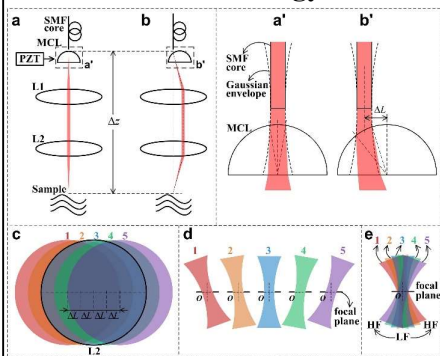 a
b
SMF core
MCL
PZT
a'
b'
L1
Δz
L2
Sample
a'
b'
SMF core
Gaussian envelope
ΔL
MCL
c
1 2 3 4 5
ΔL ΔL ΔL ΔL
L2
d
1 2 3 4 5
o o o o o
focal plane
e
1 2 3 4 5
focal plane
o
HF LF HF